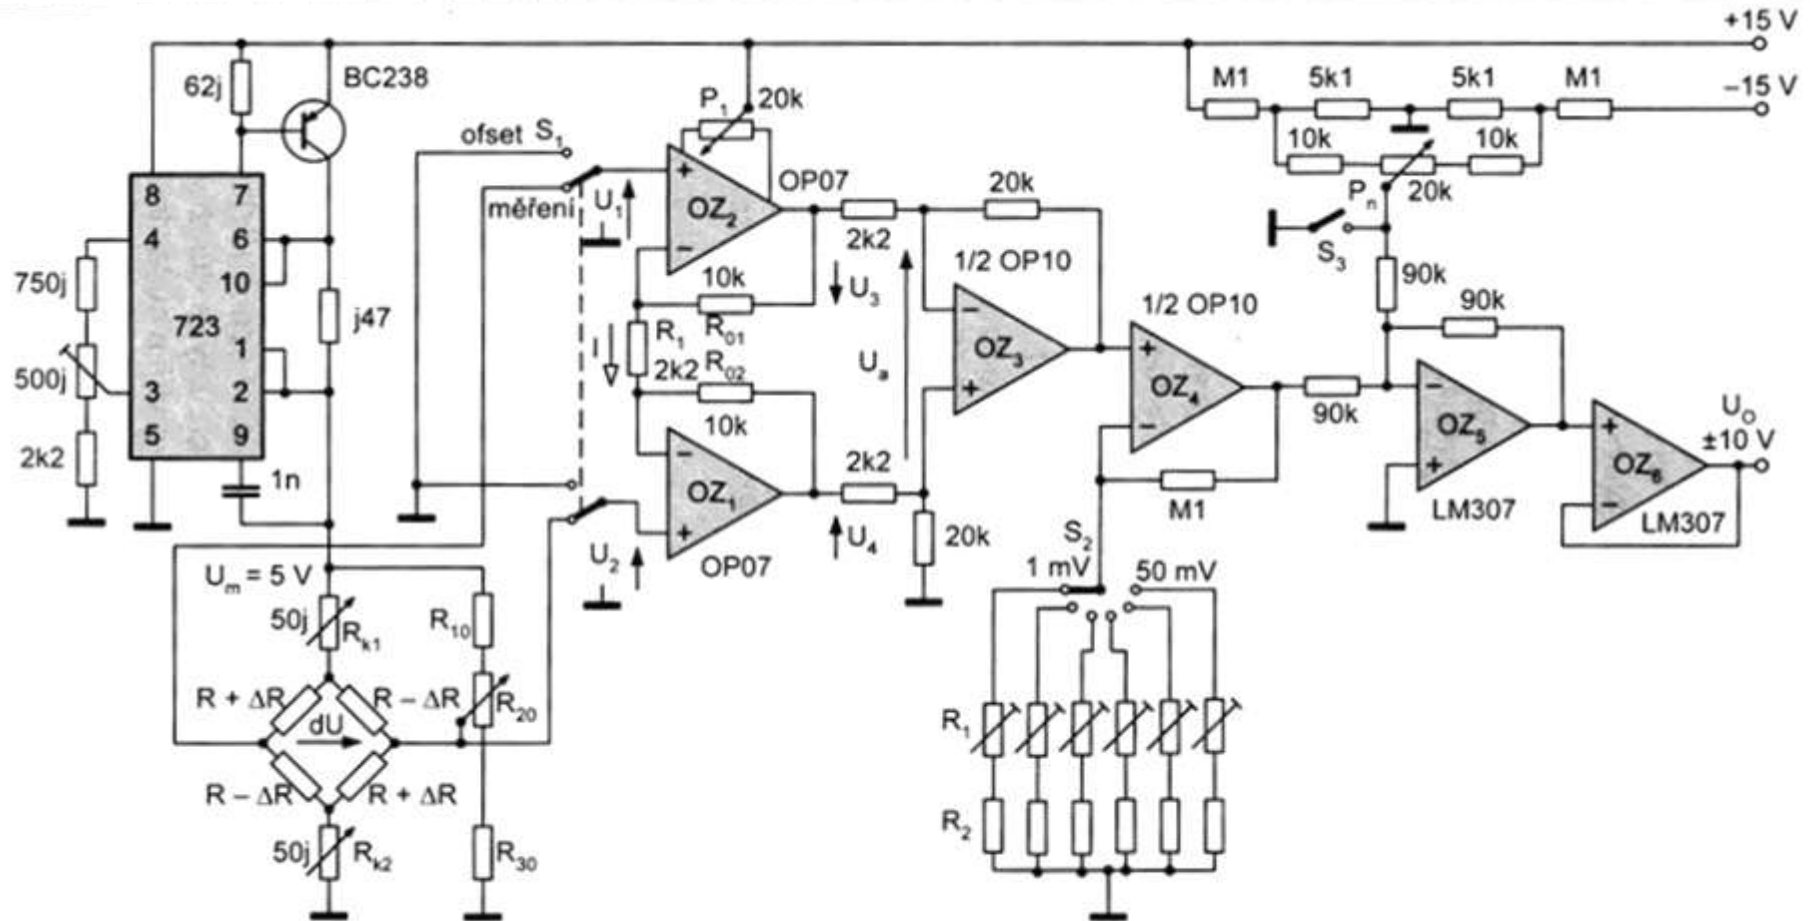 +15 V
−15 V
62j
BC238
M1
5k1
5k1
M1
10k
10k
P1
20k
ofset S1
měření
U1
OZ2
OP07
+
−
Pn
20k
S3
8
7
4
6
10
723
1
3
2
5
9
750j
500j
2k2
j47
1n
2k2
20k
1/2 OP10
10k
U3
R1
R01
I
2k2
R02
10k
Ua
−
OZ3
+
1/2 OP10
+
OZ4
−
90k
90k
90k
−
OZ5
+
LM307
+
OZ6
−
LM307
UO
±10 V
−
OZ1
+
OP07
U2
2k2
U4
20k
M1
S2
1 mV
50 mV
Um = 5 V
50j
Rk1
R10
R + ΔR
R − ΔR
dU
R20
R − ΔR
R + ΔR
50j
Rk2
R30
R1
R2